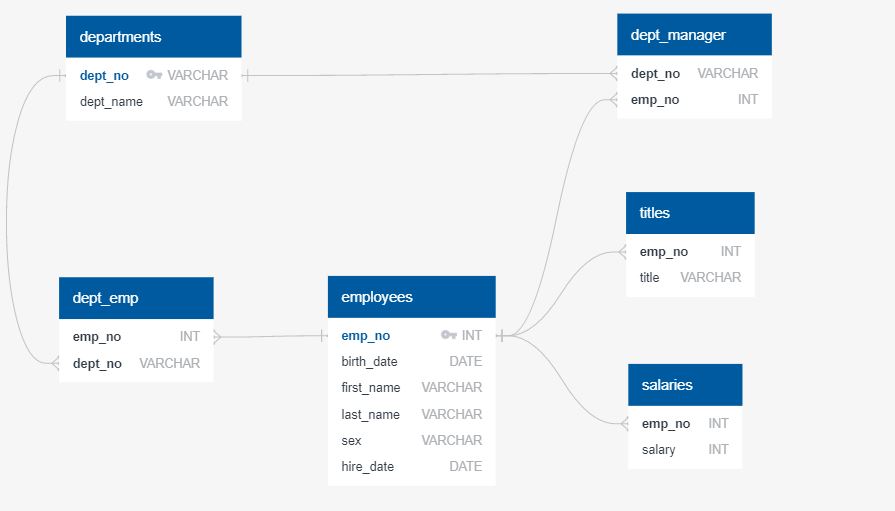 departments
dept_no VARCHAR
dept_name VARCHAR
dept_manager
dept_no VARCHAR
emp_no INT
titles
emp_no INT
title VARCHAR
dept_emp
emp_no INT
dept_no VARCHAR
employees
emp_no INT
birth_date DATE
first_name VARCHAR
last_name VARCHAR
sex VARCHAR
hire_date DATE
salaries
emp_no INT
salary INT